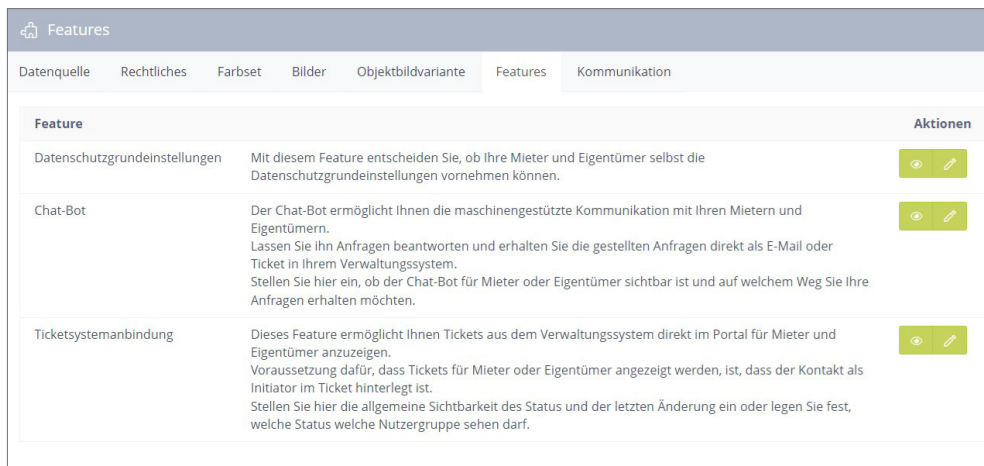 Features
Datenquelle Rechtliches Farbset Bilder Objektbildvariante Features Kommunikation
Feature Aktionen
Datenschutzgrundeinstellungen Mit diesem Feature entscheiden Sie, ob Ihre Mieter und Eigentümer selbst die
Datenschutzgrundeinstellungen vornehmen können.
Chat-Bot Der Chat-Bot ermöglicht Ihnen die maschinengestützte Kommunikation mit Ihren Mietern und
Eigentümern.
Lassen Sie ihn Anfragen beantworten und erhalten Sie die gestellten Anfragen direkt als E-Mail oder
Ticket in Ihrem Verwaltungssystem.
Stellen Sie hier ein, ob der Chat-Bot für Mieter oder Eigentümer sichtbar ist und auf welchem Weg Sie Ihre
Anfragen erhalten möchten.
Ticketsystemanbindung Dieses Feature ermöglicht Ihnen Tickets aus dem Verwaltungssystem direkt im Portal für Mieter und
Eigentümer anzuzeigen.
Voraussetzung dafür, dass Tickets für Mieter oder Eigentümer angezeigt werden, ist, dass der Kontakt als
Initiator im Ticket hinterlegt ist.
Stellen Sie hier die allgemeine Sichtbarkeit des Status und der letzten Änderung ein oder legen Sie fest,
welche Status welche Nutzergruppe sehen darf.